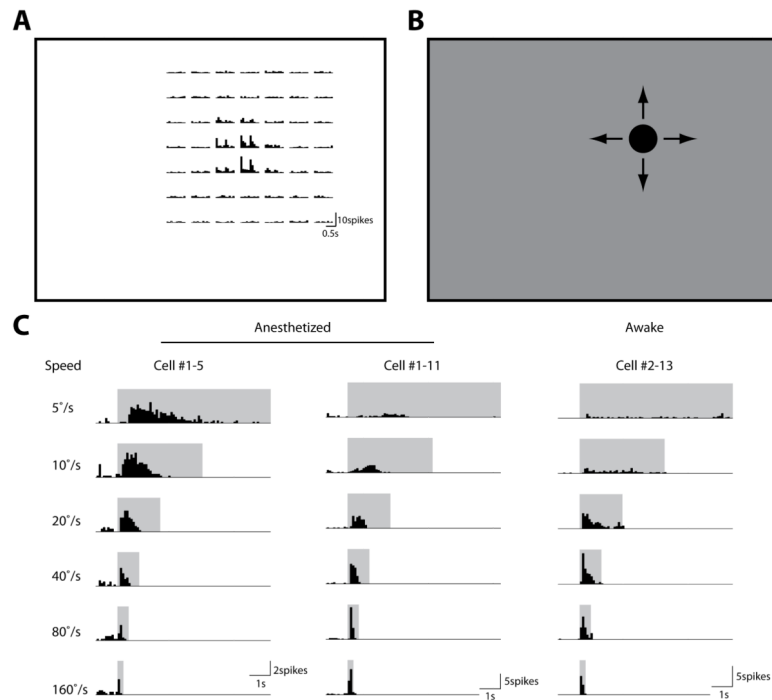 A
10spikes
0.5s
B
C
Anesthetized
Awake
Speed
Cell #1-5
Cell #1-11
Cell #2-13
5°/s
10°/s
20°/s
40°/s
80°/s
160°/s
2spikes
1s
5spikes
1s
5spikes
1s